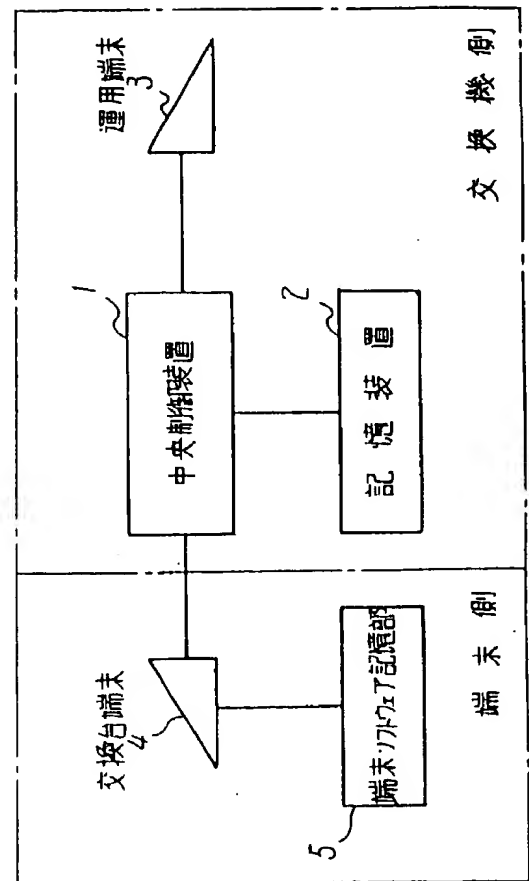 交換台端末
4
端末ソフトウェア記憶部
5
端末側
中央制御装置
1
記憶装置
2
運用端末
3
交換機側